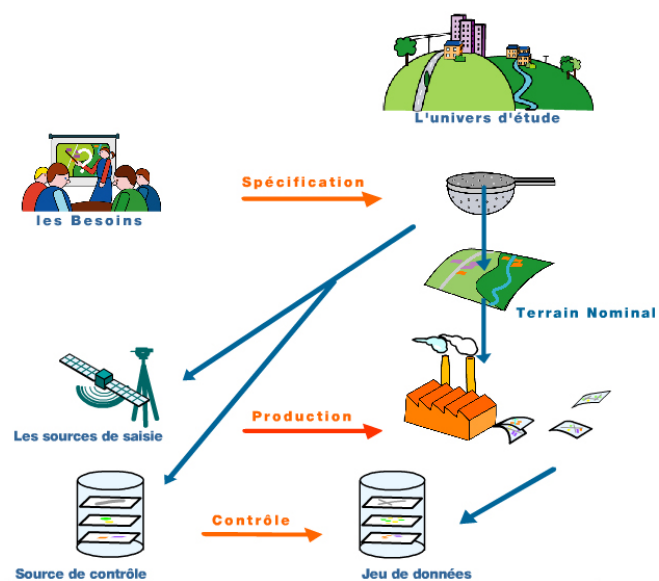 L'univers d'étude
Spécification
les Besoins
Terrain Nominal
Production
Les sources de saisie
Contrôle
Source de contrôle
Jeu de données